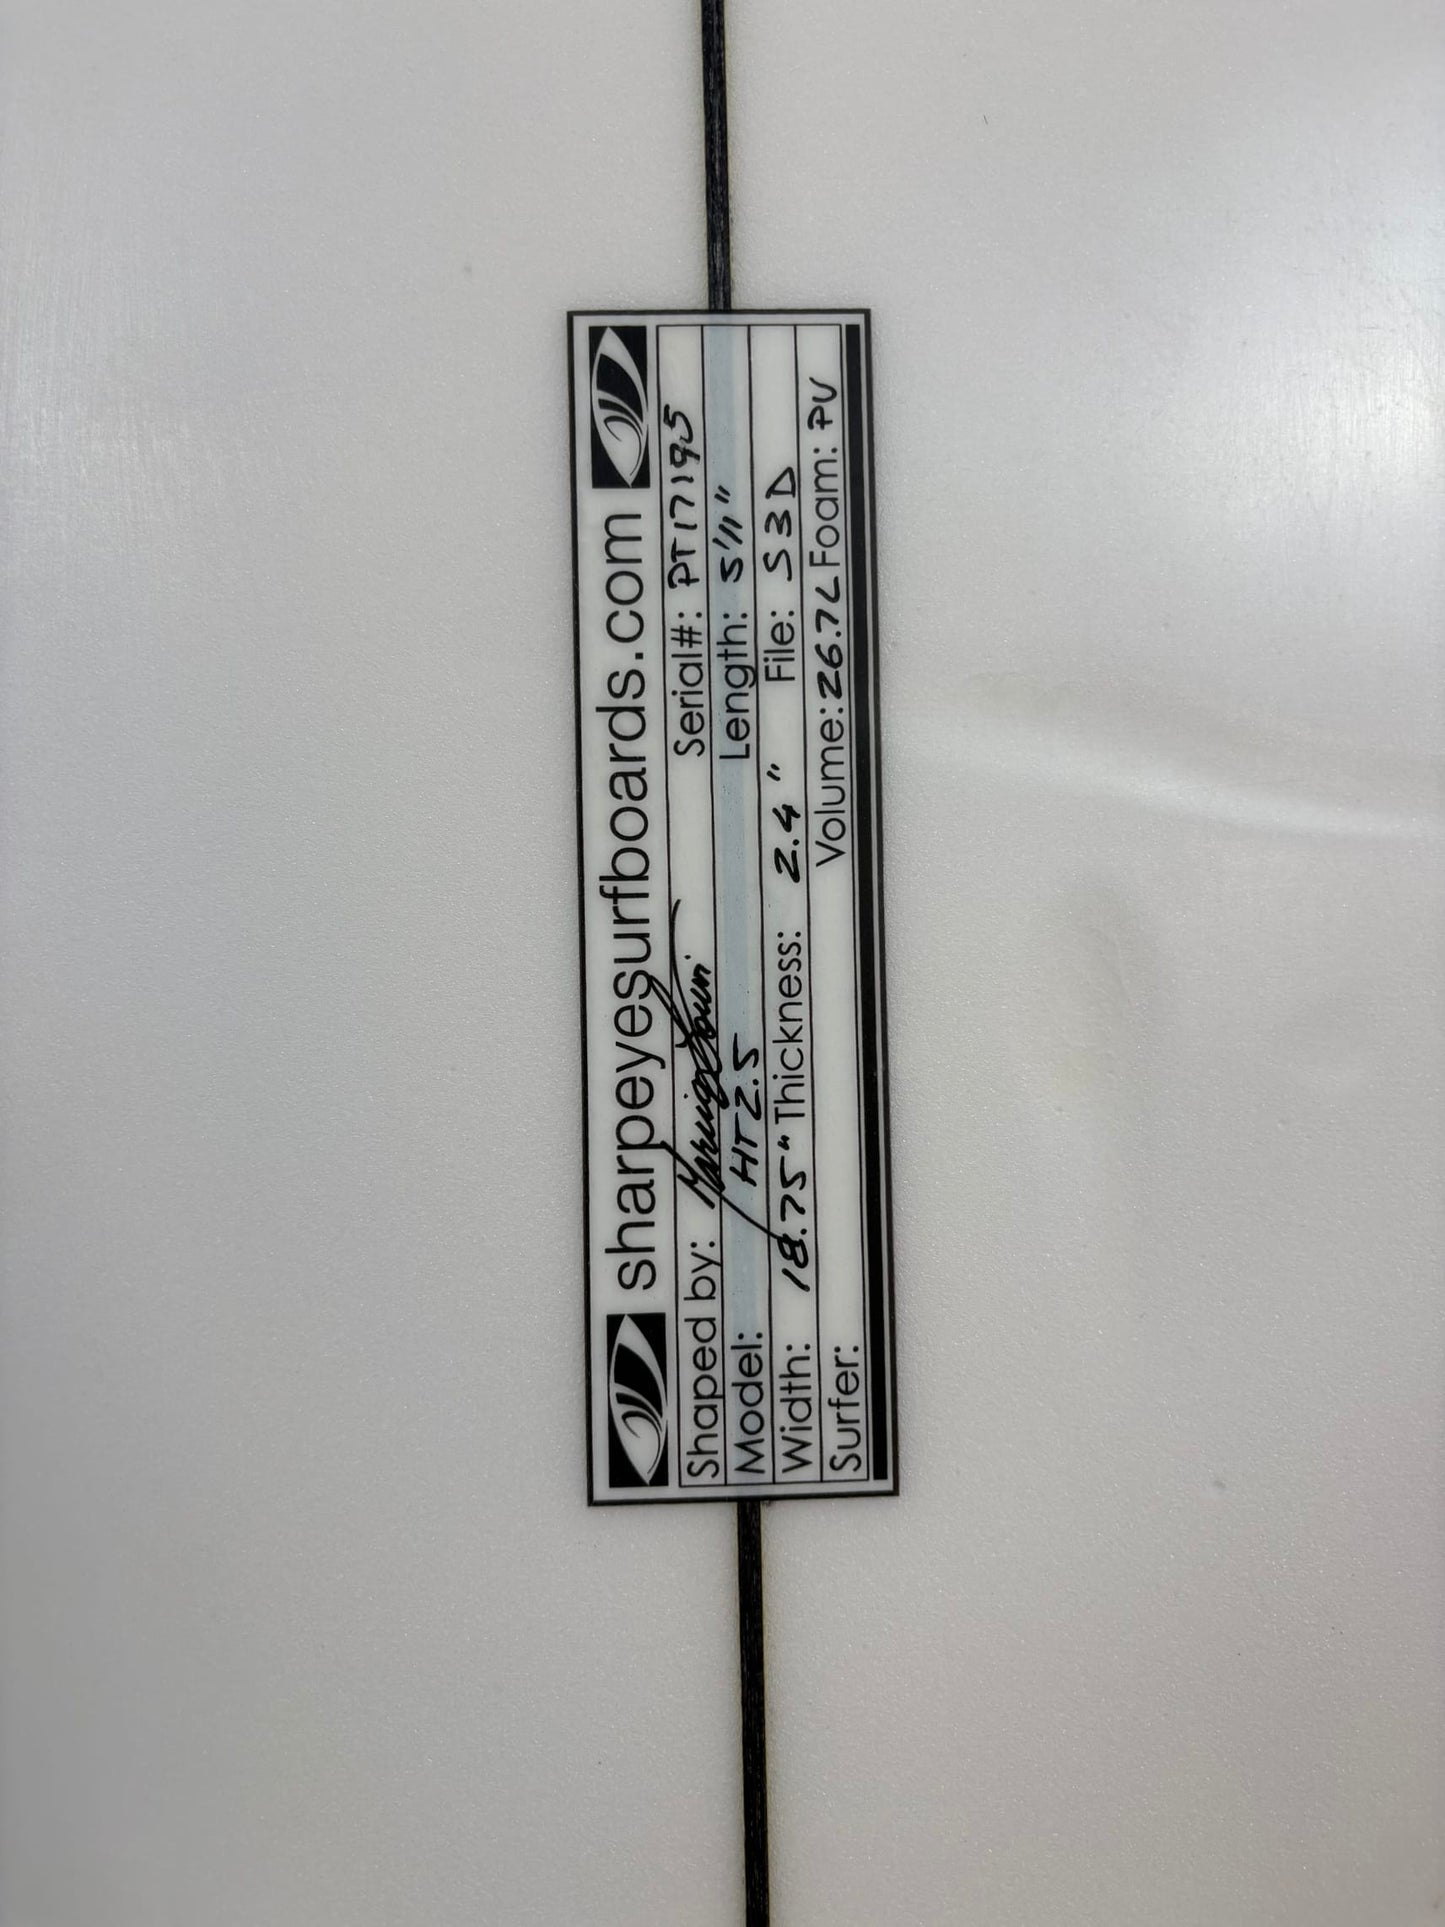 sharpeyesurfboards.com
Shaped by: Serial#: PT17195
Model: HT2.5 Length: 5'11"
Width: 18.75" Thickness: 2.4" File: S3D
Surfer: Volume: 26.7L Foam: PU